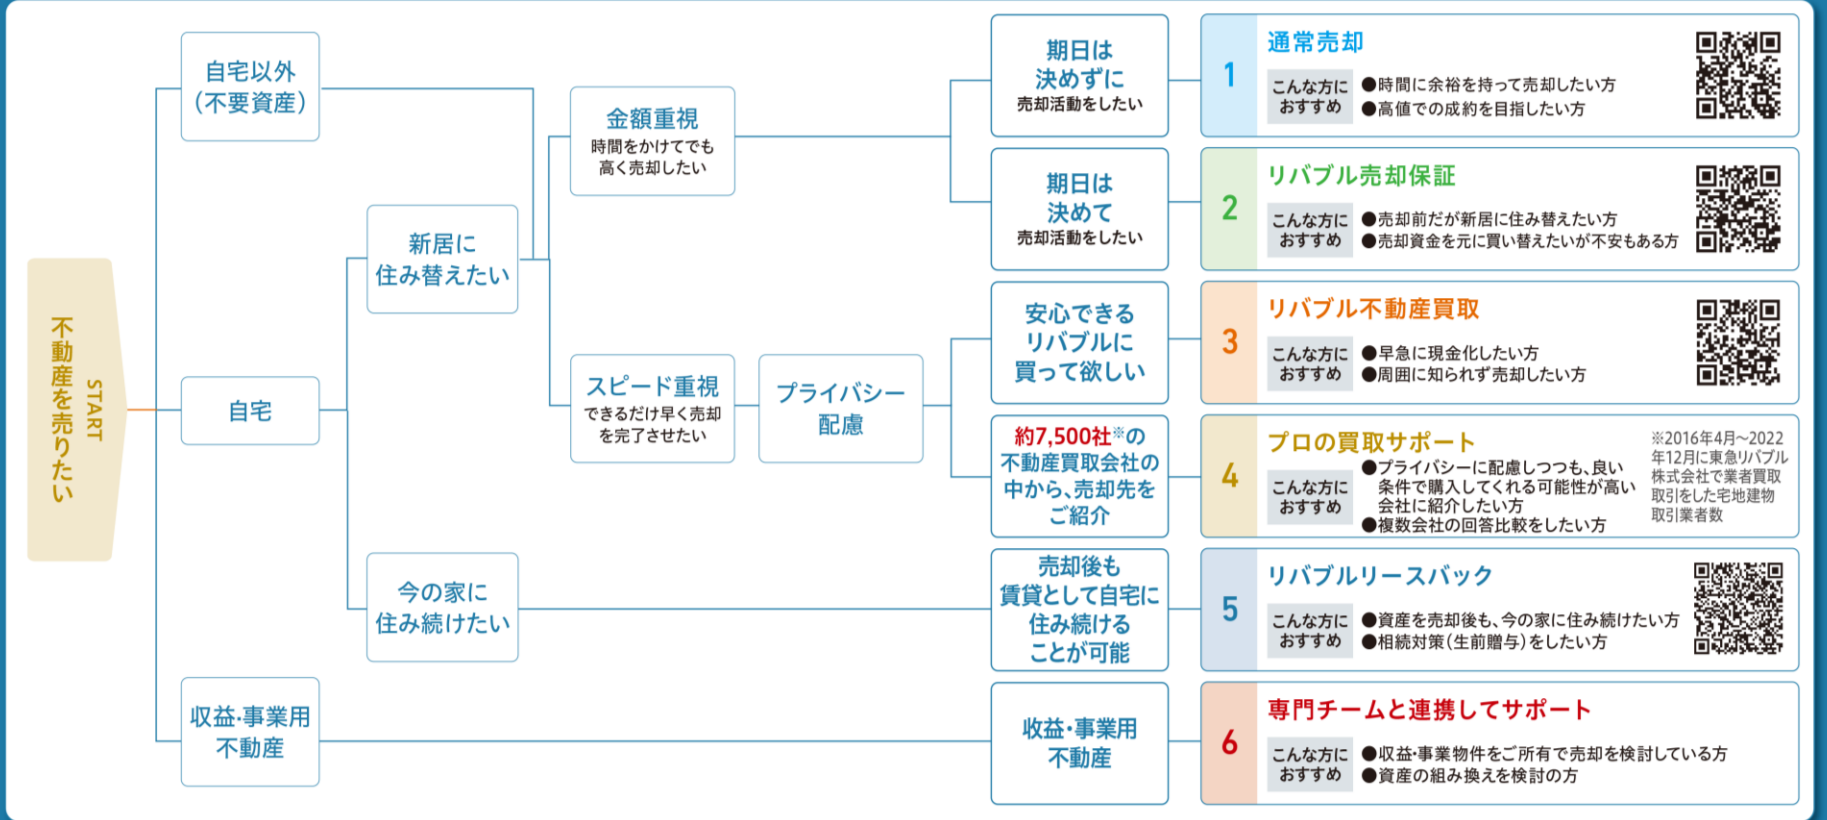 START
不動産を売りたい
自宅以外
（不要資産）
自宅
収益・事業用
不動産
新居に
住み替えたい
今の家に
住み続けたい
金額重視
時間をかけてでも
高く売却したい
スピード重視
できるだけ早く売却
を完了させたい
プライバシー
配慮
期日は
決めずに
売却活動をしたい
期日は
決めて
売却活動をしたい
安心できる
リバブルに
買って欲しい
約7,500社※の
不動産買取会社の
中から、売却先を
ご紹介
売却後も
賃貸として自宅に
住み続ける
ことが可能
収益・事業用
不動産
1
通常売却
こんな方に
おすすめ
●時間に余裕を持って売却したい方
●高値での成約を目指したい方
2
リバブル売却保証
こんな方に
おすすめ
●売却前だが新居に住み替えたい方
●売却資金を元に買い替えたいが不安もある方
3
リバブル不動産買取
こんな方に
おすすめ
●早急に現金化したい方
●周囲に知られず売却したい方
4
プロの買取サポート
こんな方に
おすすめ
●プライバシーに配慮しつつも、良い
条件で購入してくれる可能性が高い
会社に紹介したい方
●複数会社の回答比較をしたい方
※2016年4月〜2022
年12月に東急リバブル
株式会社で業者買取
取引をした宅地建物
取引業者数
5
リバブルリースバック
こんな方に
おすすめ
●資産を売却後も、今の家に住み続けたい方
●相続対策（生前贈与）をしたい方
6
専門チームと連携してサポート
こんな方に
おすすめ
●収益・事業物件をご所有で売却を検討している方
●資産の組み換えを検討の方